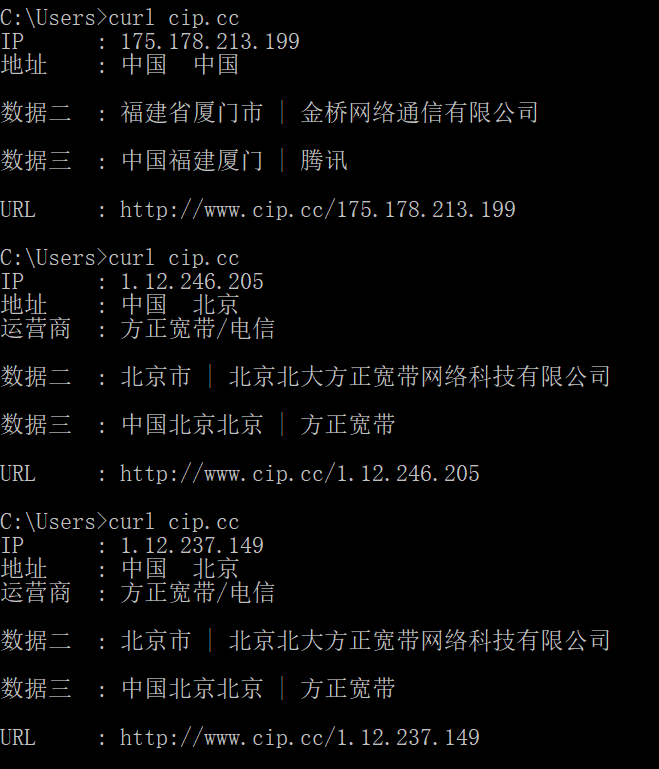 C:\Users>curl cip.cc
IP : 175.178.213.199
地址 : 中国 中国
数据二 : 福建省厦门市 | 金桥网络通信有限公司
数据三 : 中国福建厦门 | 腾讯
URL : http://www.cip.cc/175.178.213.199
C:\Users>curl cip.cc
IP : 1.12.246.205
地址 : 中国 北京
运营商 : 方正宽带/电信
数据二 : 北京市 | 北京北大方正宽带网络科技有限公司
数据三 : 中国北京北京 | 方正宽带
URL : http://www.cip.cc/1.12.246.205
C:\Users>curl cip.cc
IP : 1.12.237.149
地址 : 中国 北京
运营商 : 方正宽带/电信
数据二 : 北京市 | 北京北大方正宽带网络科技有限公司
数据三 : 中国北京北京 | 方正宽带
URL : http://www.cip.cc/1.12.237.149